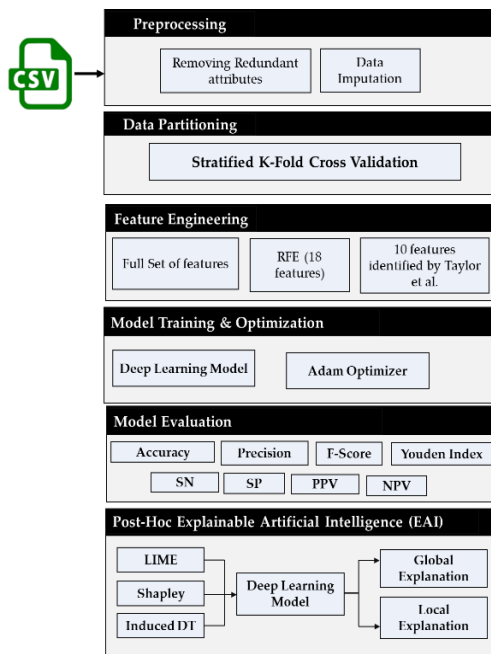 CSV
Preprocessing
Removing Redundant
attributes
Data
Imputation
Data Partitioning
Stratified K-Fold Cross Validation
Feature Engineering
Full Set of features
RFE (18
features)
10 features
identified by Taylor
et al.
Model Training & Optimization
Deep Learning Model
Adam Optimizer
Model Evaluation
Accuracy
Precision
F-Score
Youden Index
SN
SP
PPV
NPV
Post-Hoc Explainable Artificial Intelligence (EAI)
LIME
Shapley
Induced DT
Deep Learning
Model
Global
Explanation
Local
Explanation